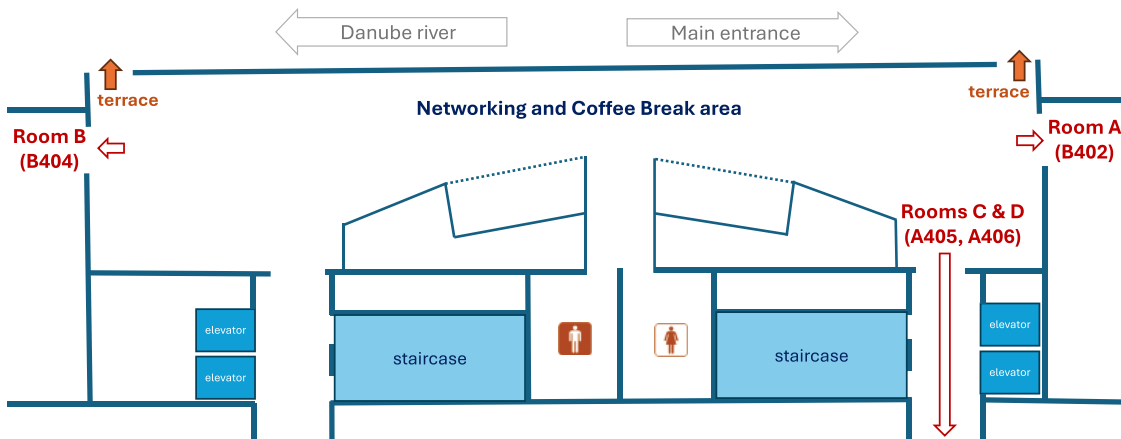 Danube river
Main entrance
terrace
terrace
Networking and Coffee Break area
Room B
(B404)
Room A
(B402)
Rooms C & D
(A405, A406)
elevator
elevator
staircase
staircase
elevator
elevator